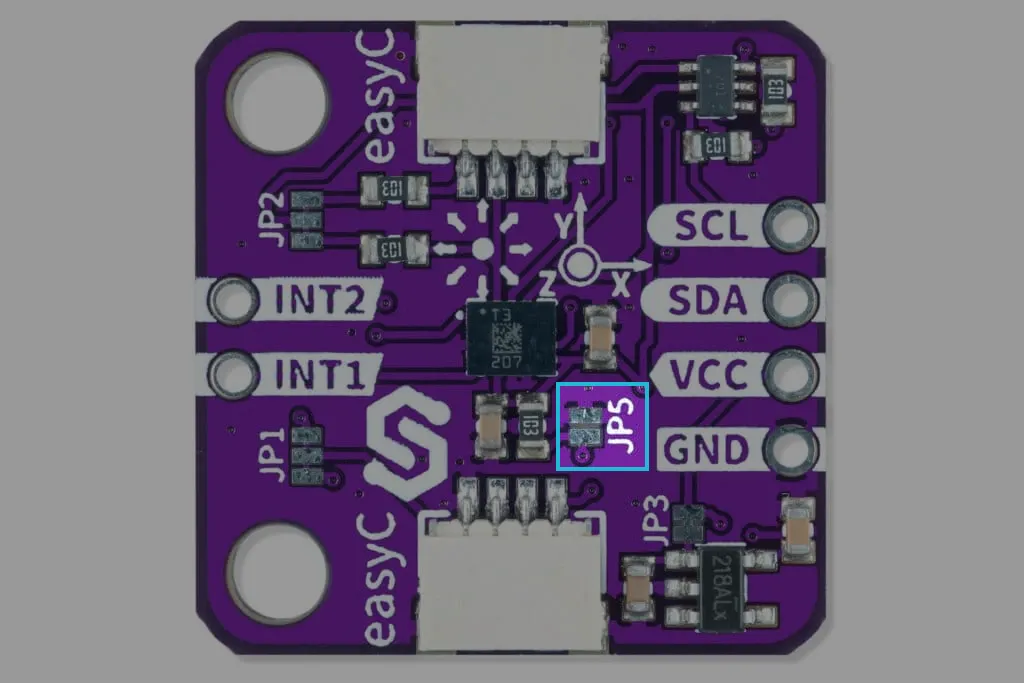 easyC
201
103
103
JP2
103
103
SCL
Y
X
Z
SDA
INT2
T3
207
INT1
VCC
JP5
103
JP1
GND
easyC
JP3
218ALx